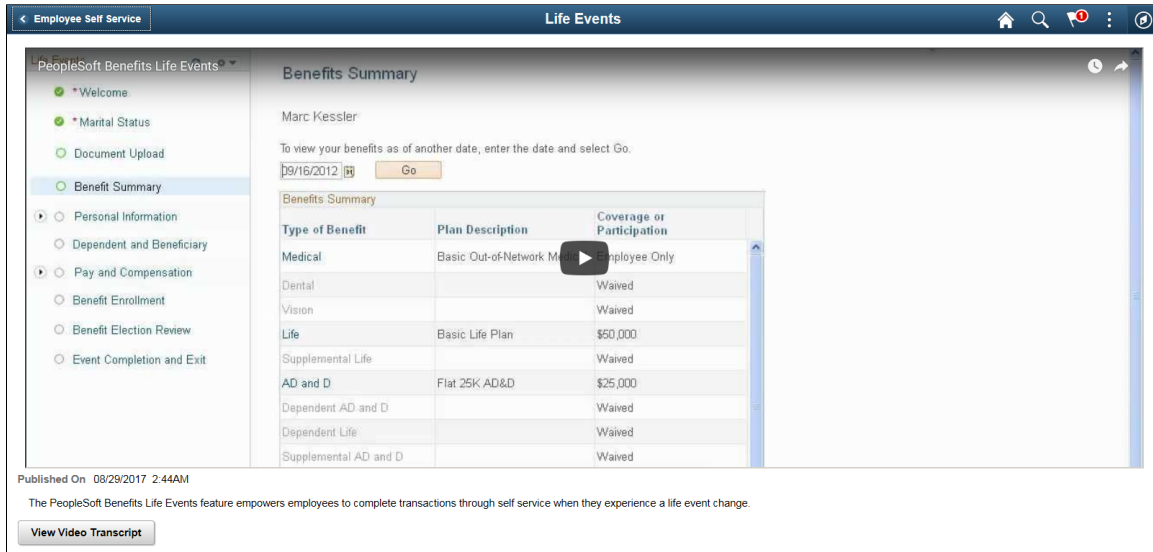 Employee Self Service
Life Events
1
PeopleSoft Benefits Life Events
* Welcome
* Marital Status
Document Upload
Benefit Summary
Personal Information
Dependent and Beneficiary
Pay and Compensation
Benefit Enrollment
Benefit Election Review
Event Completion and Exit
Benefits Summary
Marc Kessler
To view your benefits as of another date, enter the date and select Go.
09/16/2012 Go
Benefits Summary
Type of Benefit Plan Description Coverage or Participation
Medical Basic Out-of-Network Employee Only
Dental Waived
Vision Waived
Life Basic Life Plan $50,000
Supplemental Life Waived
AD and D Flat 25K AD&D $25,000
Dependent AD and D Waived
Dependent Life Waived
Supplemental AD and D Waived
Published On 08/29/2017 2:44AM
The PeopleSoft Benefits Life Events feature empowers employees to complete transactions through self service when they experience a life event change.
View Video Transcript